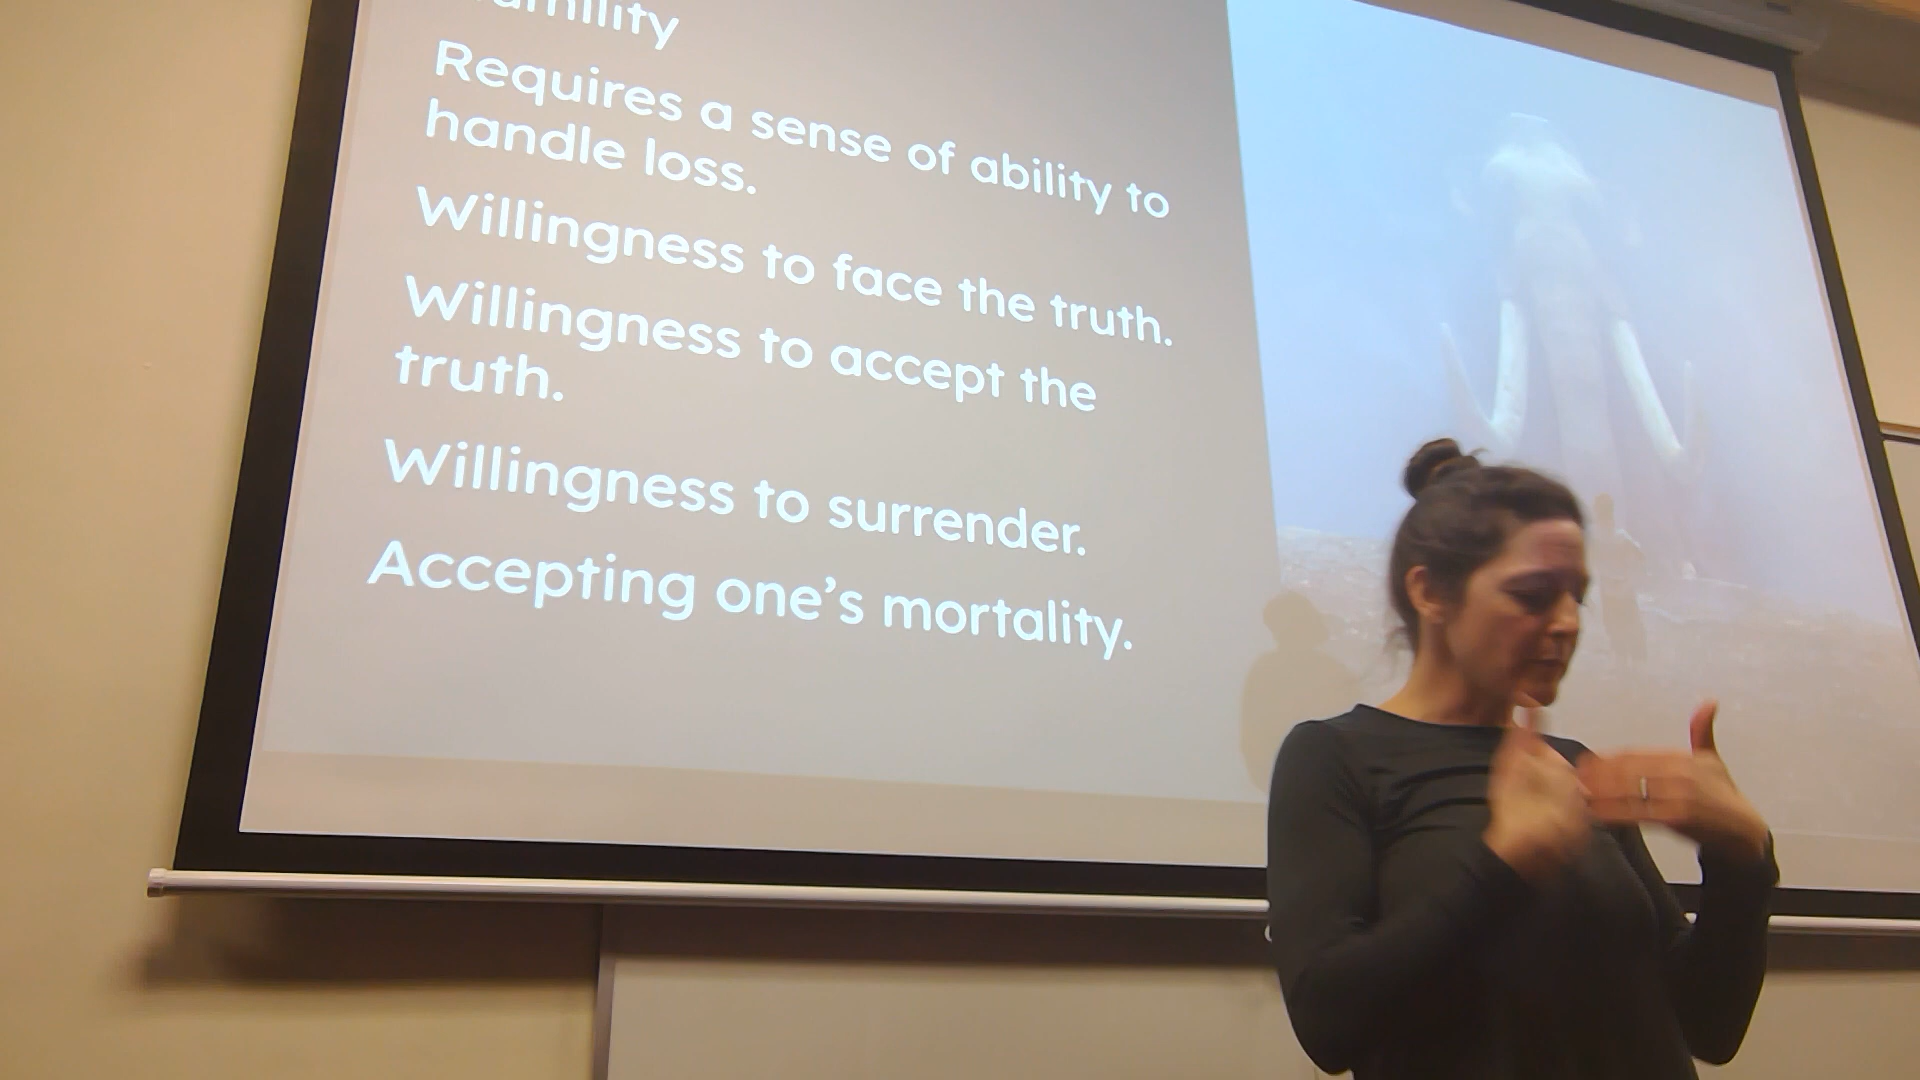 Requires a sense of ability to
handle loss.
Willingness to face the truth.
Willingness to accept the
truth.
Willingness to surrender.
Accepting one’s mortality.